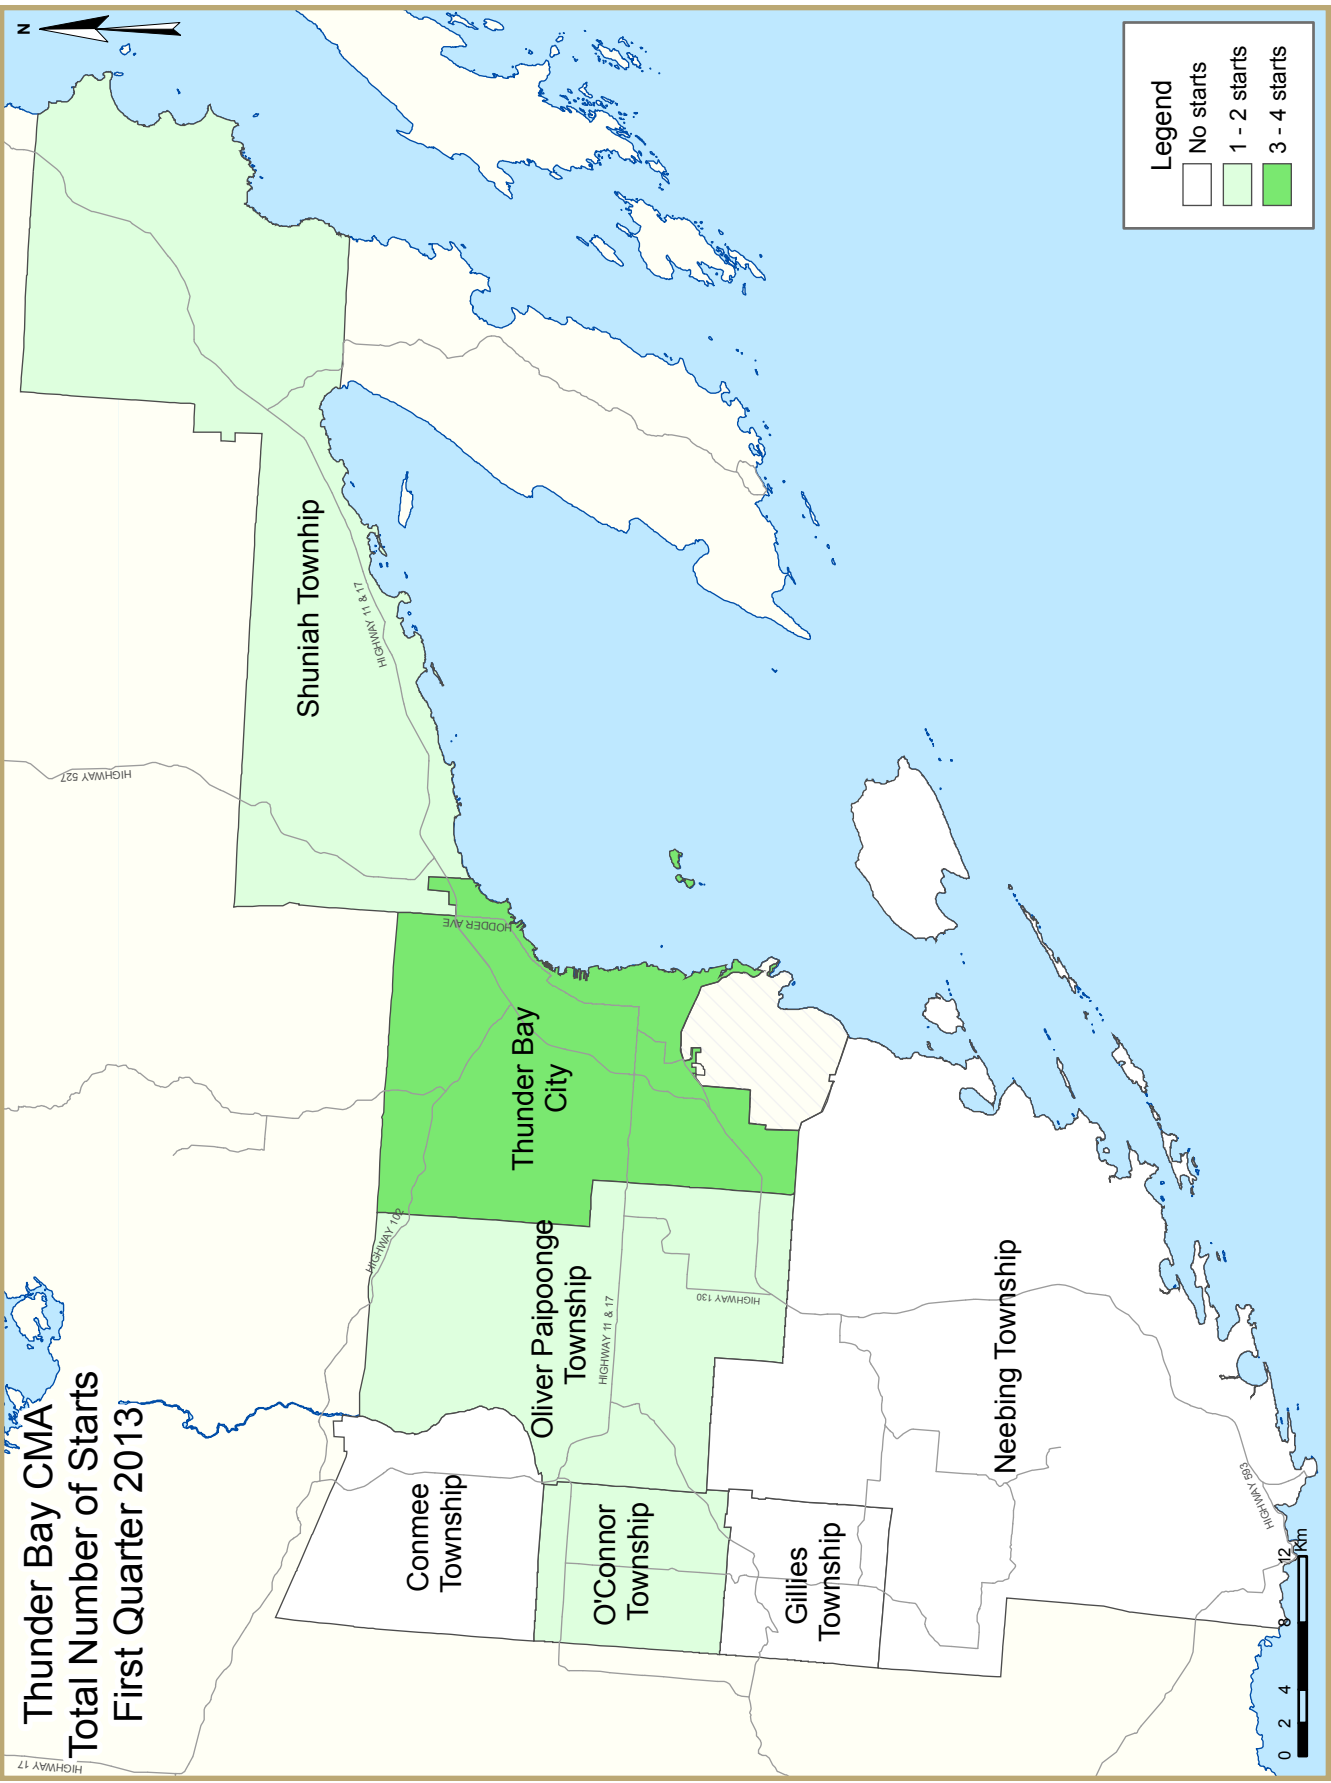 Thunder Bay CMA
Total Number of Starts
First Quarter 2013
N
HIGHWAY 17
HIGHWAY 527
Shuniah Townhip
HIGHWAY 11 & 17
HODDER AVE
HIGHWAY 102
Thunder Bay
City
Oliver Paipoonge
Township
HIGHWAY 11 & 17
HIGHWAY 130
Conmee
Township
O'Connor
Township
Gillies
Township
Neebing Township
HIGHWAY 593
Legend
No starts
1 - 2 starts
3 - 4 starts
0 2 4 8 12
Km